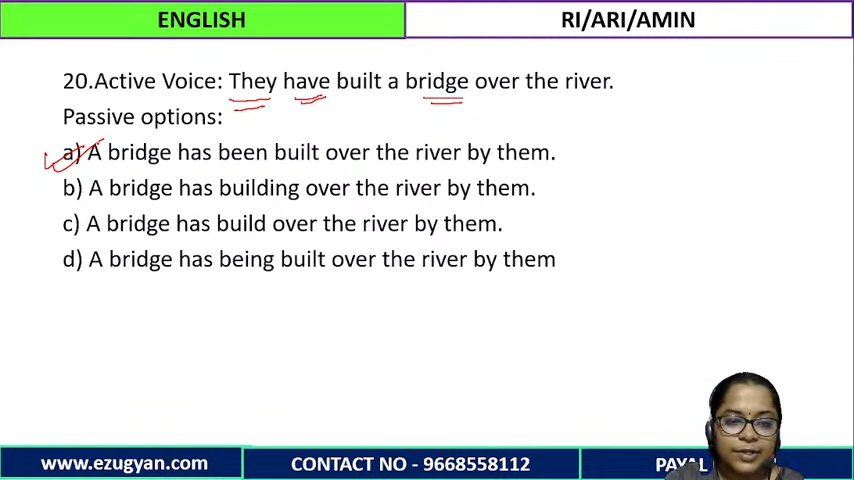 ENGLISH
RI/ARI/AMIN
20.Active Voice: They have built a bridge over the river.
Passive options:
a) A bridge has been built over the river by them.
b) A bridge has building over the river by them.
c) A bridge has build over the river by them.
d) A bridge has being built over the river by them
www.ezugyan.com
CONTACT NO - 9668558112
PAYAL